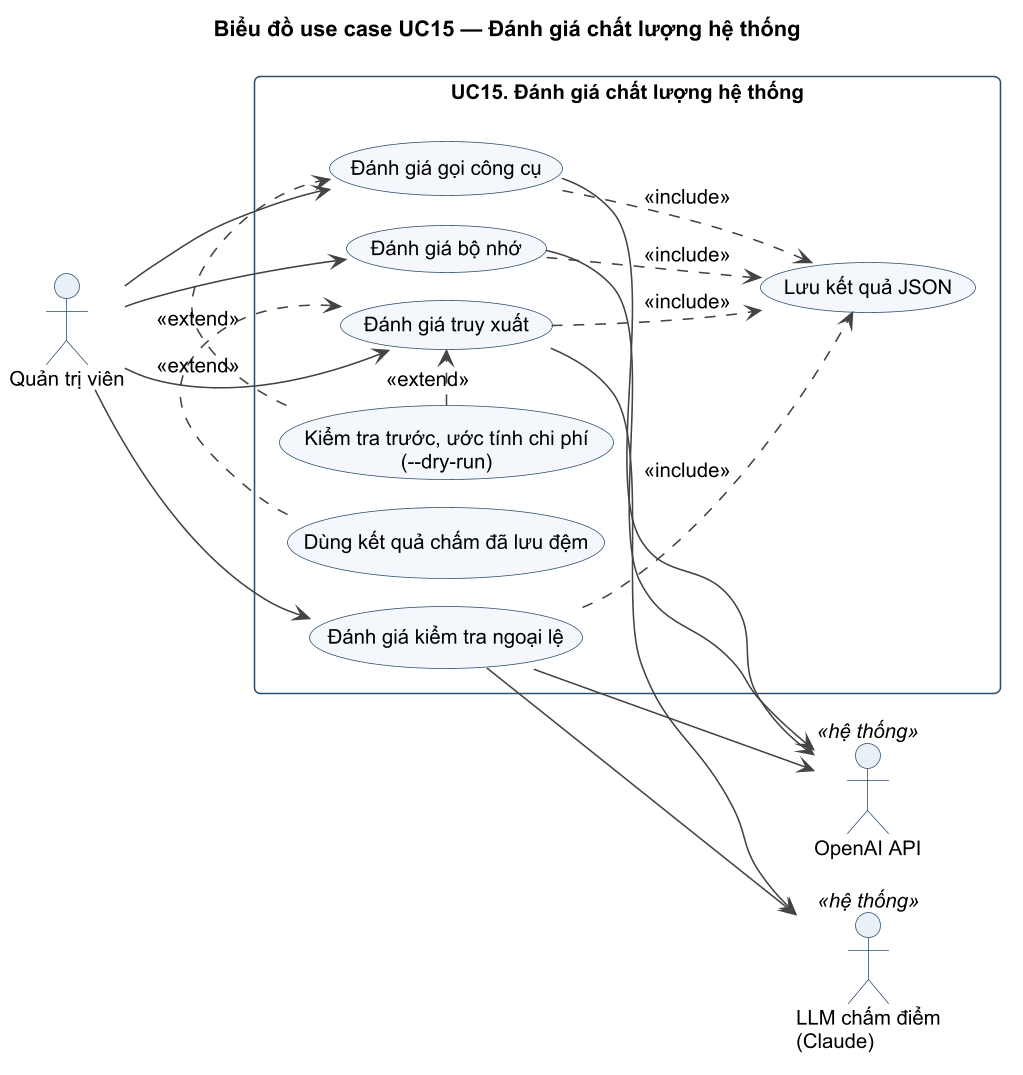 Biểu đồ use case UC15 — Đánh giá chất lượng hệ thống
UC15. Đánh giá chất lượng hệ thống
Đánh giá gọi công cụ
«include»
Đánh giá bộ nhớ
«include»
Lưu kết quả JSON
«include»
Đánh giá truy xuất
«extend»
«extend»
Quản trị viên
«extend»
Kiểm tra trước, ước tính chi phí
(--dry-run)
«include»
Dùng kết quả chấm đã lưu đệm
Đánh giá kiểm tra ngoại lệ
«hệ thống»
OpenAI API
«hệ thống»
LLM chấm điểm
(Claude)